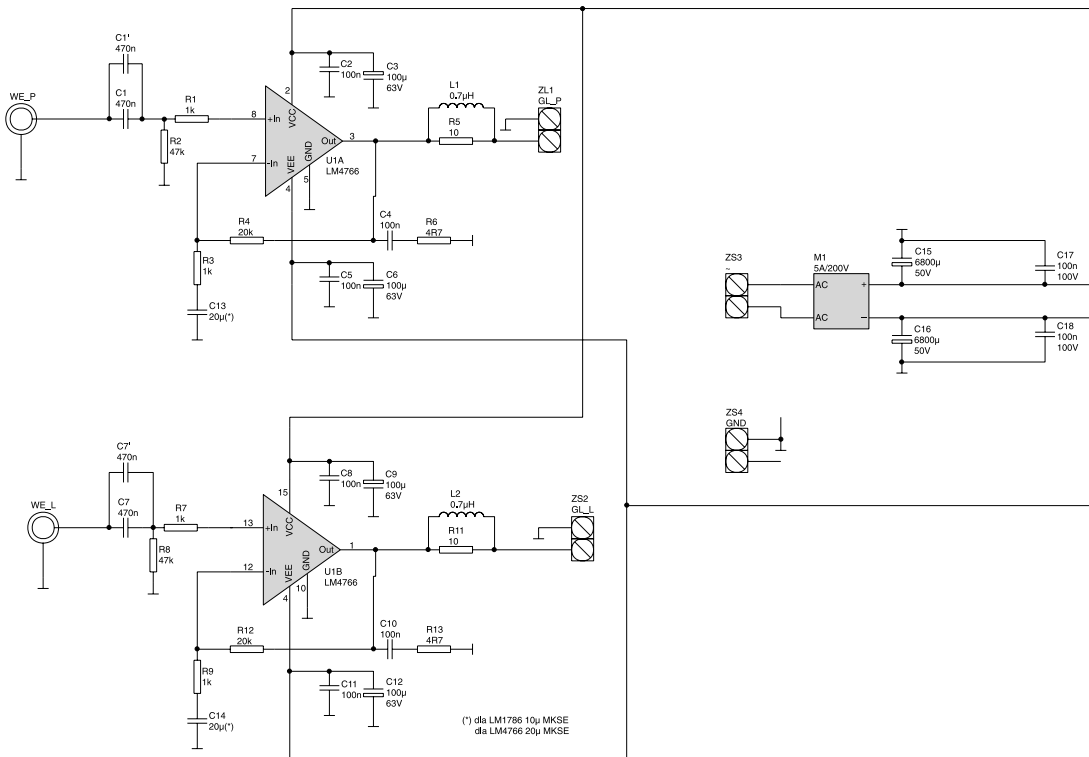 C1'
470n
C1
470n
WE_P
R1
1k
R2
47k
2
8
+In
VCC
7
-In
VEE
GND
Out
3
4
5
U1A
LM4766
C2
100n
C3
100µ
63V
L1
0.7µH
R5
10
ZL1
GL_P
R4
20k
C4
100n
R6
4R7
R3
1k
C13
20µ(*)
C5
100n
C6
100µ
63V
ZS3
~
M1
5A/200V
AC
+
AC
–
C15
6800µ
50V
C17
100n
100V
C16
6800µ
50V
C18
100n
100V
ZS4
GND
C7'
470n
C7
470n
WE_L
R7
1k
R8
47k
15
13
+In
VCC
12
-In
VEE
GND
Out
1
4
10
U1B
LM4766
C8
100n
C9
100µ
63V
L2
0.7µH
R11
10
ZS2
GL_L
R12
20k
C10
100n
R13
4R7
R9
1k
C14
20µ(*)
C11
100n
C12
100µ
63V
(*) dla LM1786 10µ MKSE
dla LM4766 20µ MKSE